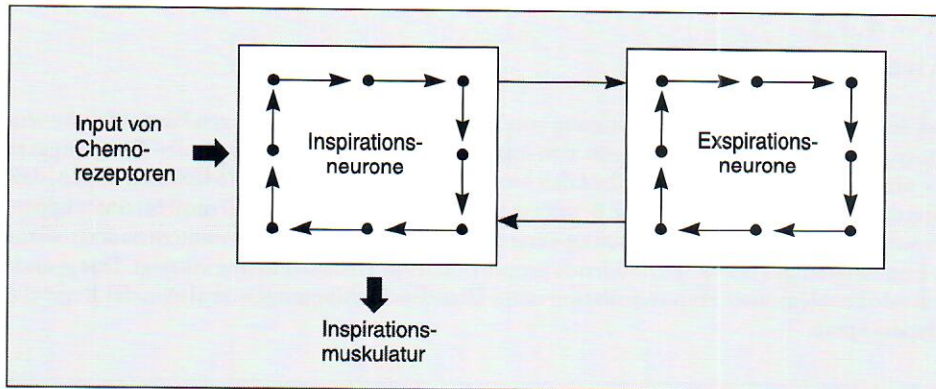 Input von
Chemo-
rezeptoren
Inspirations-
neurone
Exspirations-
neurone
Inspirations-
muskulatur